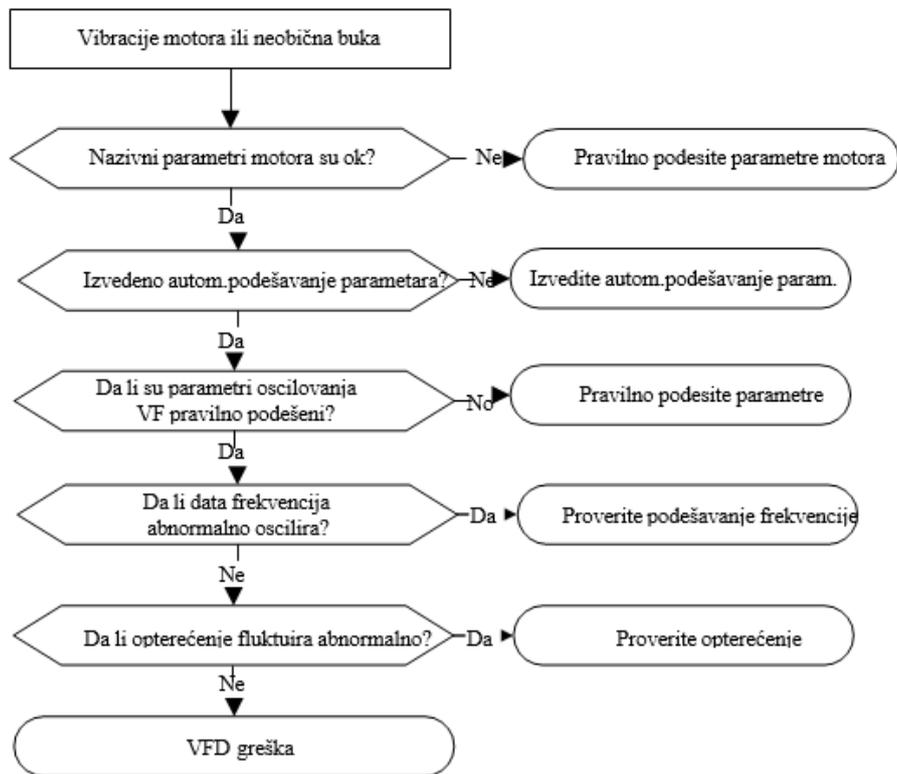 Vibracije motora ili neobična buka
Nazivni parametri motora su ok?
Ne
Pravilno podesite parametre motora
Da
Izvedeno autom.podešavanje parametara?
Ne
Izvedite autom.podešavanje param.
Da
Da li su parametri oscilovanja
VF pravilno podešeni?
No
Pravilno podesite parametre
Da
Da li data frekvencija
abnormalno oscilira?
Da
Proverite podešavanje frekvencije
Ne
Da li opterećenje fluktuira abnormalno?
Da
Proverite opterećenje
Ne
VFD greška